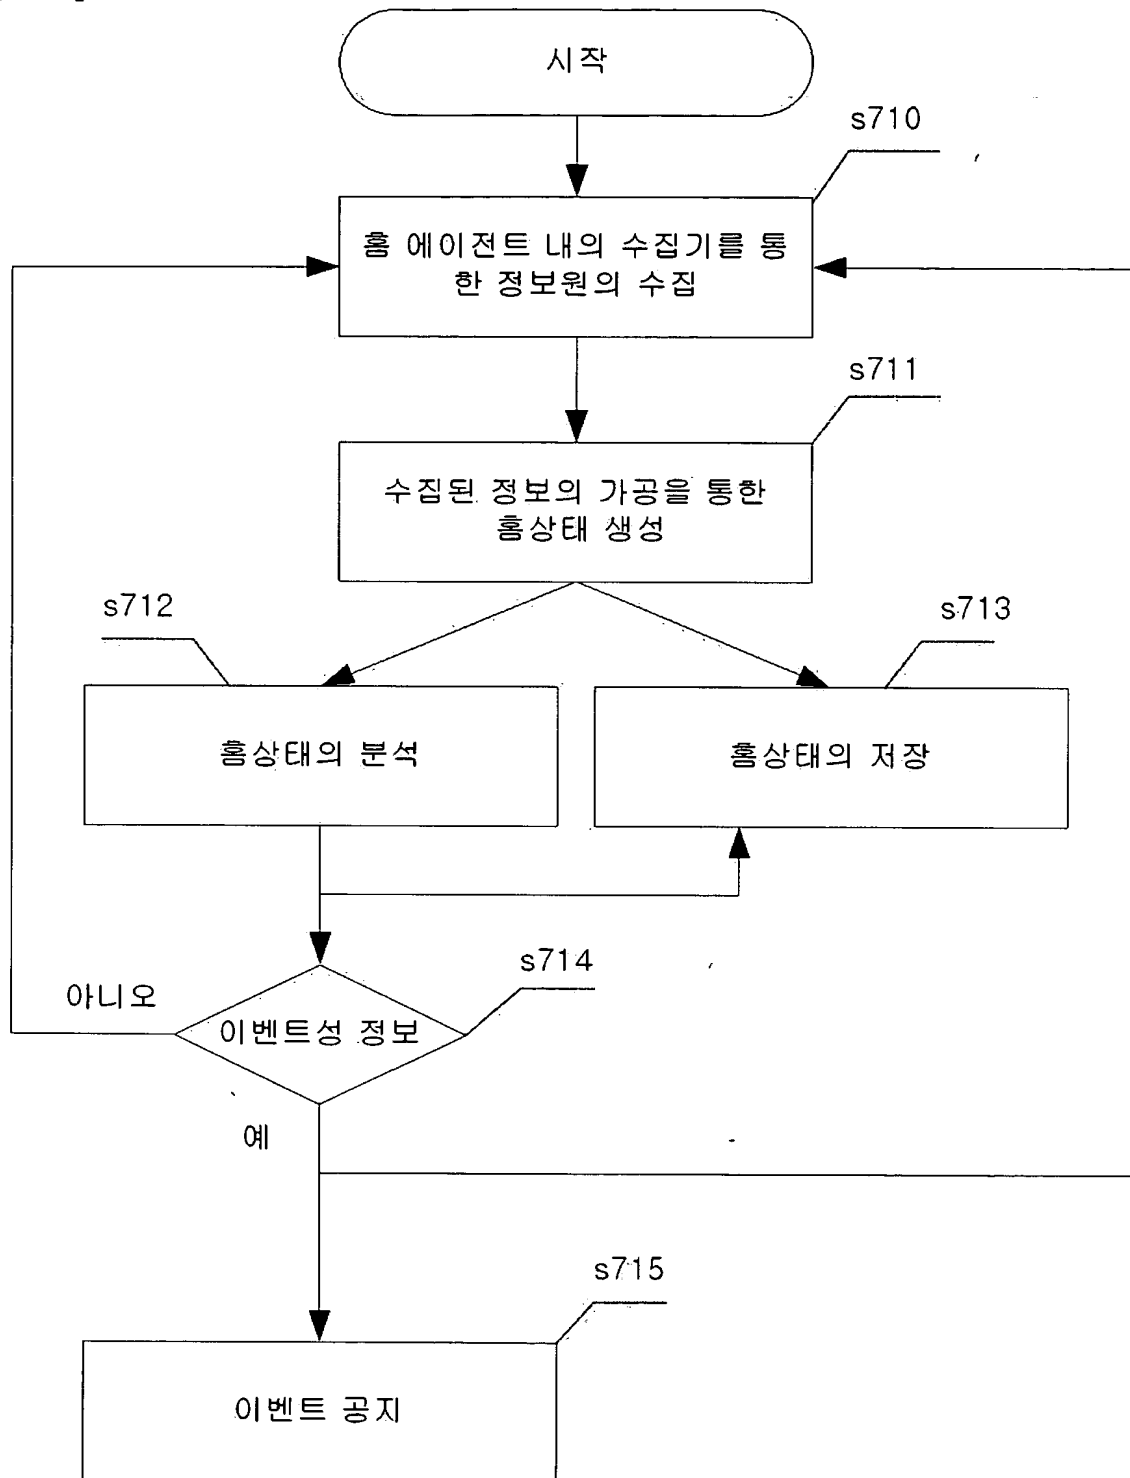 시작
s710
홈 에이전트 내의 수집기를 통
한 정보원의 수집
s711
수집된 정보의 가공을 통한
홈상태 생성
s712
s713
홈상태의 분석
홈상태의 저장
s714
아니오
이벤트성 정보
예
s715
이벤트 공지